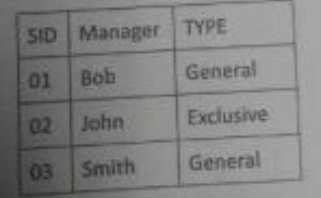 SID Manager TYPE
01 Bob General
02 John Exclusive
03 Smith General